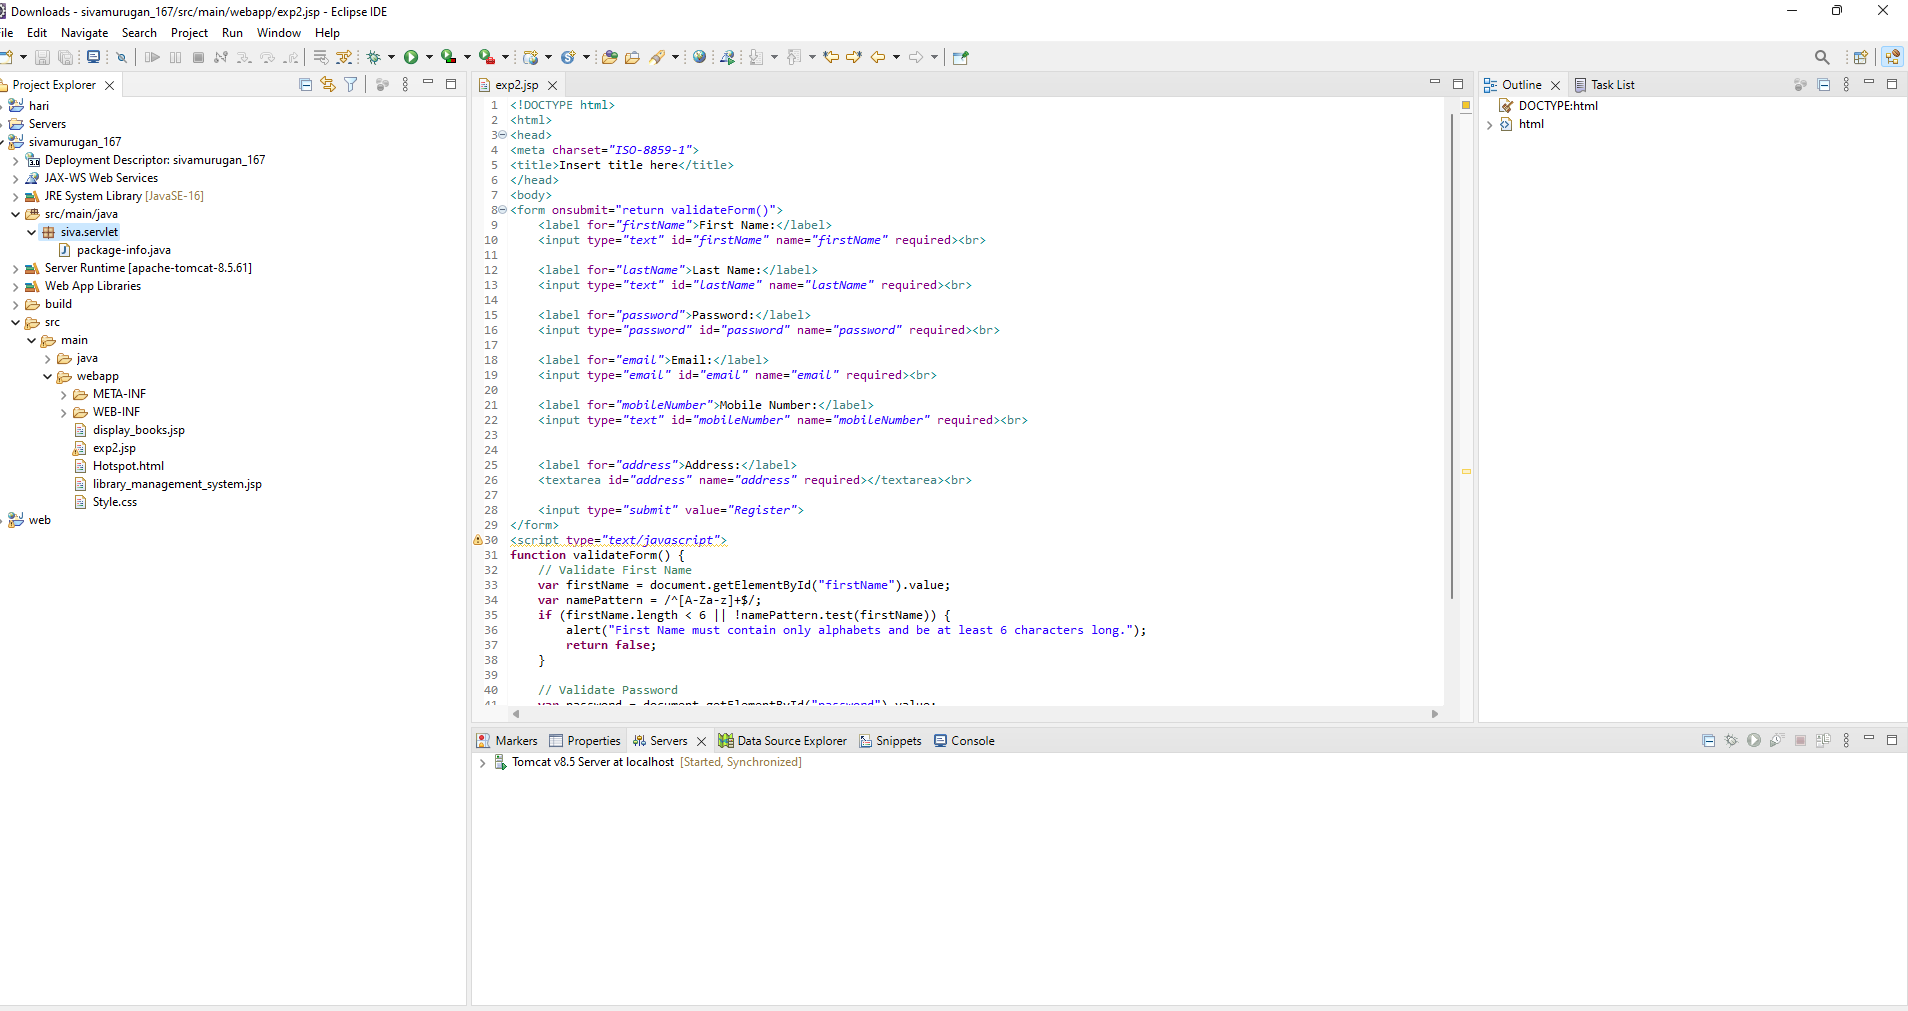 Downloads - sivamurugan_167/src/main/webapp/exp2.jsp - Eclipse IDE
File Edit Navigate Search Project Run Window Help
Project Explorer
hari
Servers
sivamurugan_167
Deployment Descriptor: sivamurugan_167
JAX-WS Web Services
JRE System Library [JavaSE-16]
src/main/java
siva.servlet
package-info.java
Server Runtime [apache-tomcat-8.5.61]
Web App Libraries
build
src
main
java
webapp
META-INF
WEB-INF
display_books.jsp
exp2.jsp
Hotspot.html
library_management_system.jsp
Style.css
web
exp2.jsp
1 <!DOCTYPE html>
2 <html>
3 <head>
4 <meta charset="ISO-8859-1">
5 <title>Insert title here</title>
6 </head>
7 <body>
8 <form onsubmit="return validateForm()">
9     <label for="firstName">First Name:</label>
10     <input type="text" id="firstName" name="firstName" required><br>
11
12     <label for="lastName">Last Name:</label>
13     <input type="text" id="lastName" name="lastName" required><br>
14
15     <label for="password">Password:</label>
16     <input type="password" id="password" name="password" required><br>
17
18     <label for="email">Email:</label>
19     <input type="email" id="email" name="email" required><br>
20
21     <label for="mobileNumber">Mobile Number:</label>
22     <input type="text" id="mobileNumber" name="mobileNumber" required><br>
23
24
25     <label for="address">Address:</label>
26     <textarea id="address" name="address" required></textarea><br>
27
28     <input type="submit" value="Register">
29 </form>
30 <script type="text/javascript">
31 function validateForm() {
32     // Validate First Name
33     var firstName = document.getElementById("firstName").value;
34     var namePattern = /^[A-Za-z]+$/;
35     if (firstName.length < 6 || !namePattern.test(firstName)) {
36         alert("First Name must contain only alphabets and be at least 6 characters long.");
37         return false;
38     }
39
40     // Validate Password
41     var password = document.getElementById("password").value;
Outline
Task List
DOCTYPE:html
html
Markers Properties Servers Data Source Explorer Snippets Console
Tomcat v8.5 Server at localhost [Started, Synchronized]